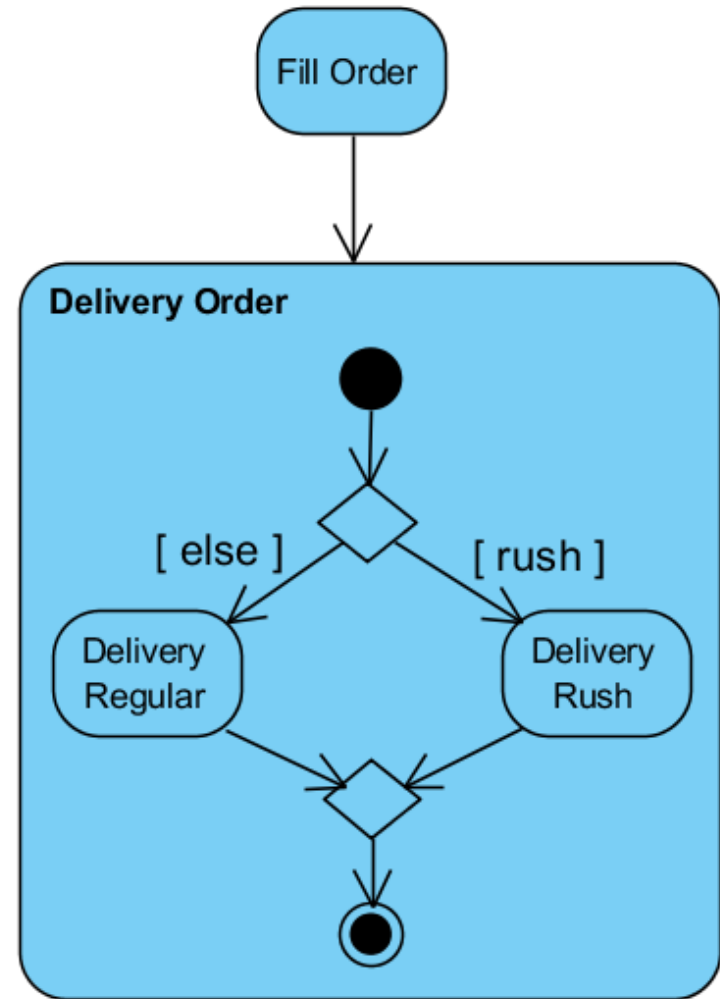 Fill Order
Delivery Order
[ else ]
[ rush ]
Delivery
Regular
Delivery
Rush